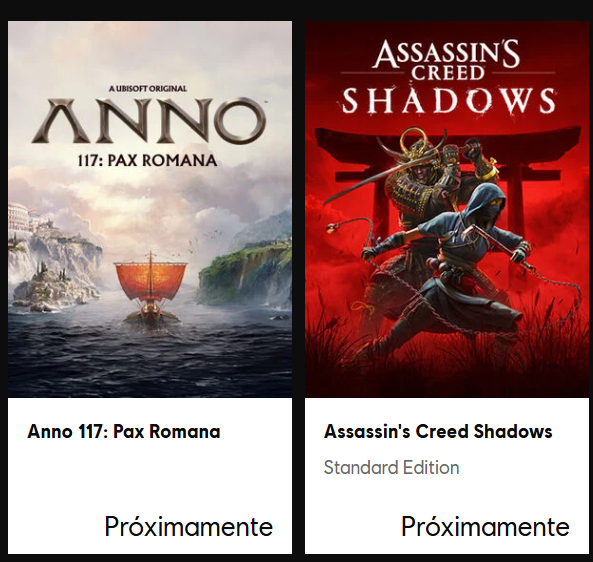 A UBISOFT ORIGINAL
ANNO
117: PAX ROMANA
Anno 117: Pax Romana
Próximamente
ASSASSIN'S
CREED
SHADOWS
Assassin's Creed Shadows
Standard Edition
Próximamente